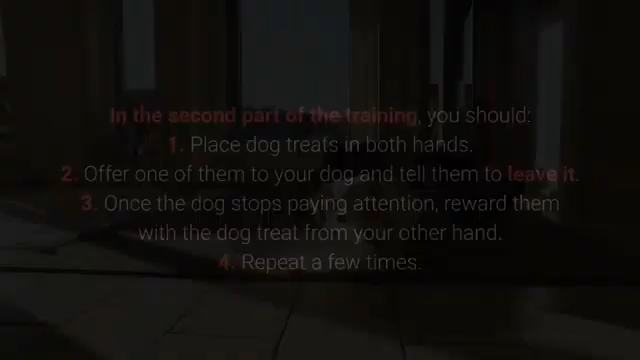 In the second part of the training, you should:
1. Place dog treats in both hands.
2. Offer one of them to your dog and tell them to leave it.
3. Once the dog stops paying attention, reward them
with the dog treat from your other hand.
4. Repeat a few times.